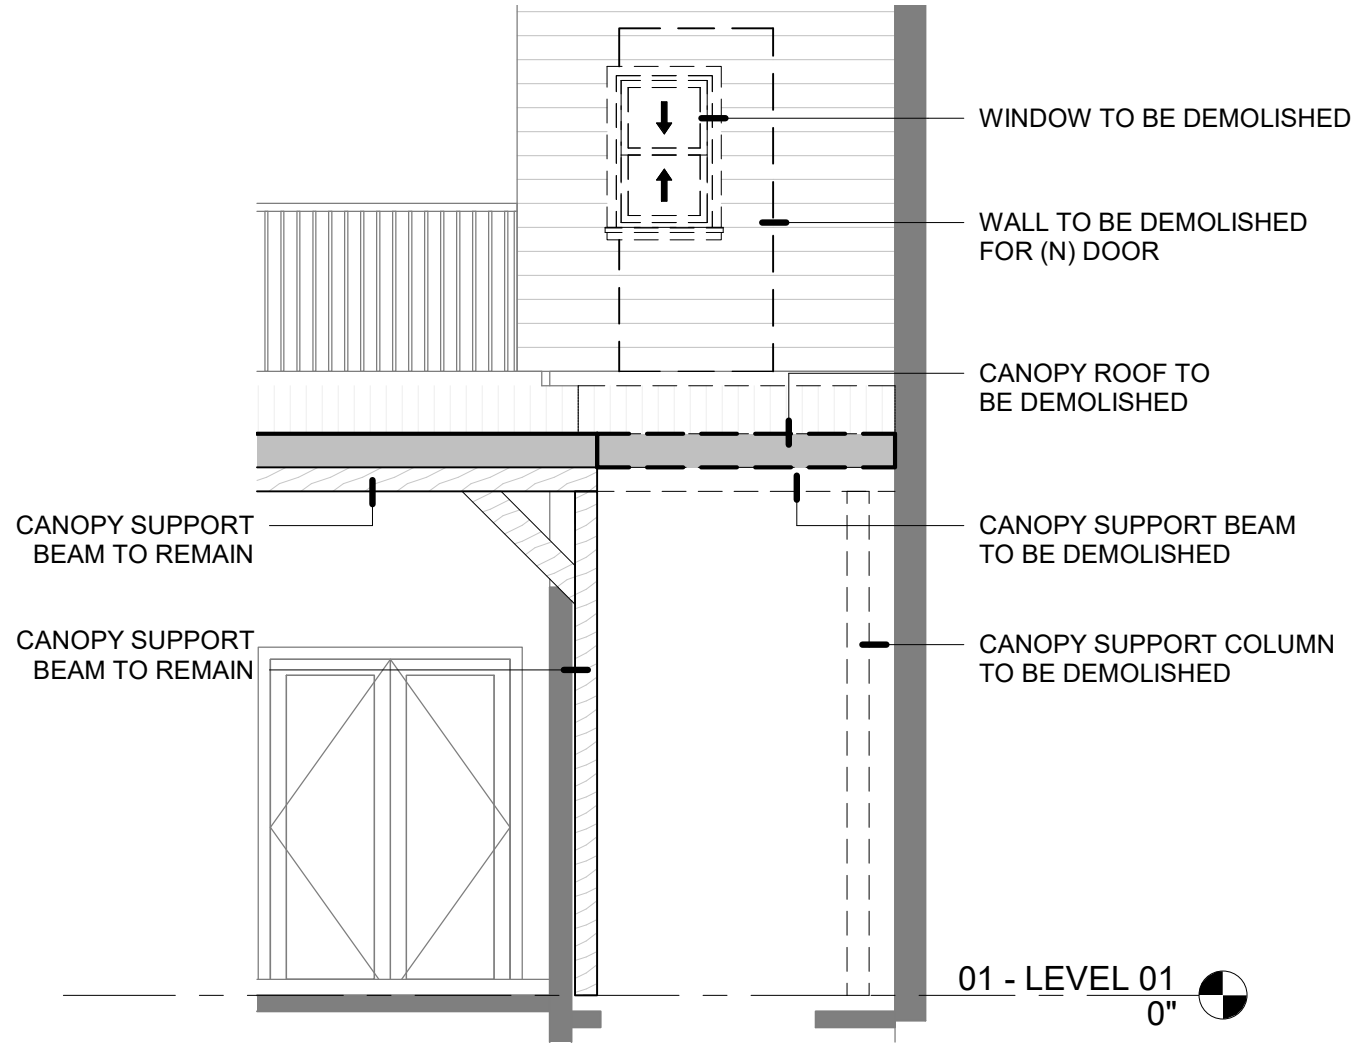 WINDOW TO BE DEMOLISHED
WALL TO BE DEMOLISHED
FOR (N) DOOR
CANOPY ROOF TO
BE DEMOLISHED
CANOPY SUPPORT
BEAM TO REMAIN
CANOPY SUPPORT BEAM
TO BE DEMOLISHED
CANOPY SUPPORT
BEAM TO REMAIN
CANOPY SUPPORT COLUMN
TO BE DEMOLISHED
01 - LEVEL 01
0"